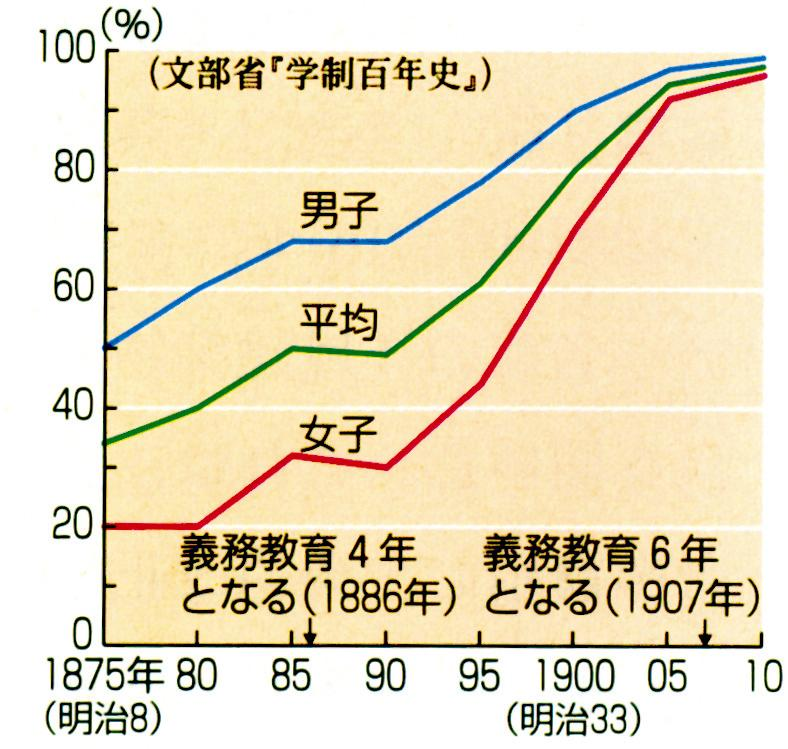 (%)
100
(文部省『学制百年史』)
80
男子
60
平均
40
女子
20
義務教育4年
となる(1886年)
義務教育6年
となる(1907年)
0
1875年 80 85 90 95 1900 05 10
(明治8) (明治33)